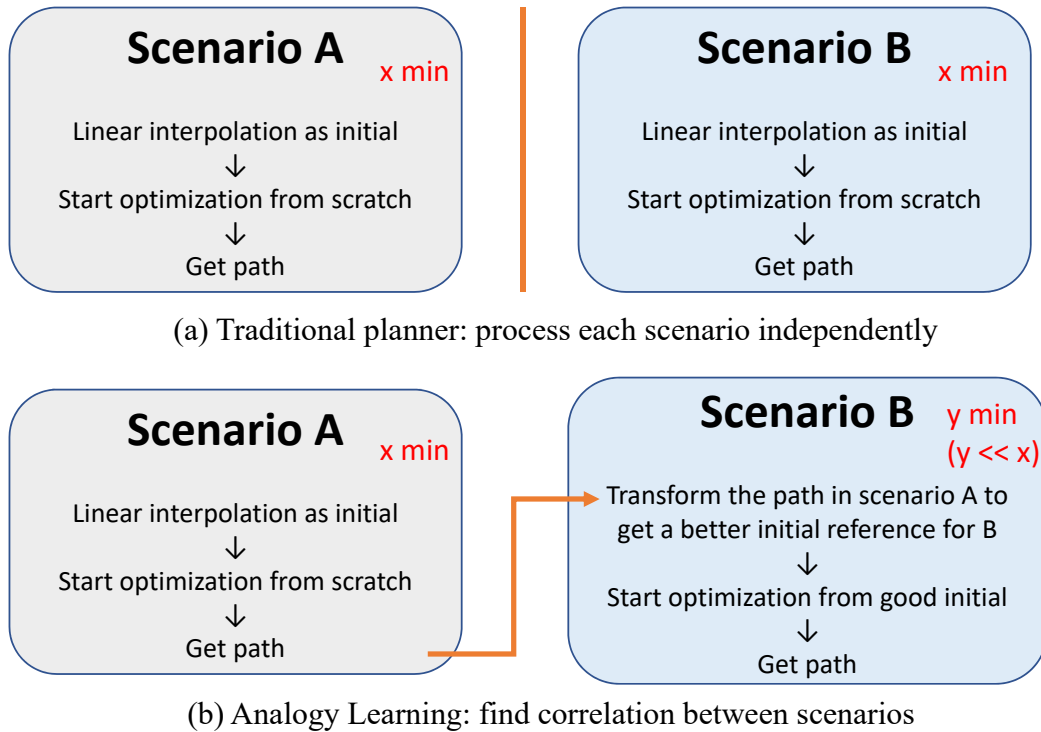 Scenario A
x min
Linear interpolation as initial
↓
Start optimization from scratch
↓
Get path
Scenario B
x min
Linear interpolation as initial
↓
Start optimization from scratch
↓
Get path
(a) Traditional planner: process each scenario independently
Scenario A
x min
Linear interpolation as initial
↓
Start optimization from scratch
↓
Get path
Scenario B
y min
(y << x)
Transform the path in scenario A to
get a better initial reference for B
↓
Start optimization from good initial
↓
Get path
(b) Analogy Learning: find correlation between scenarios